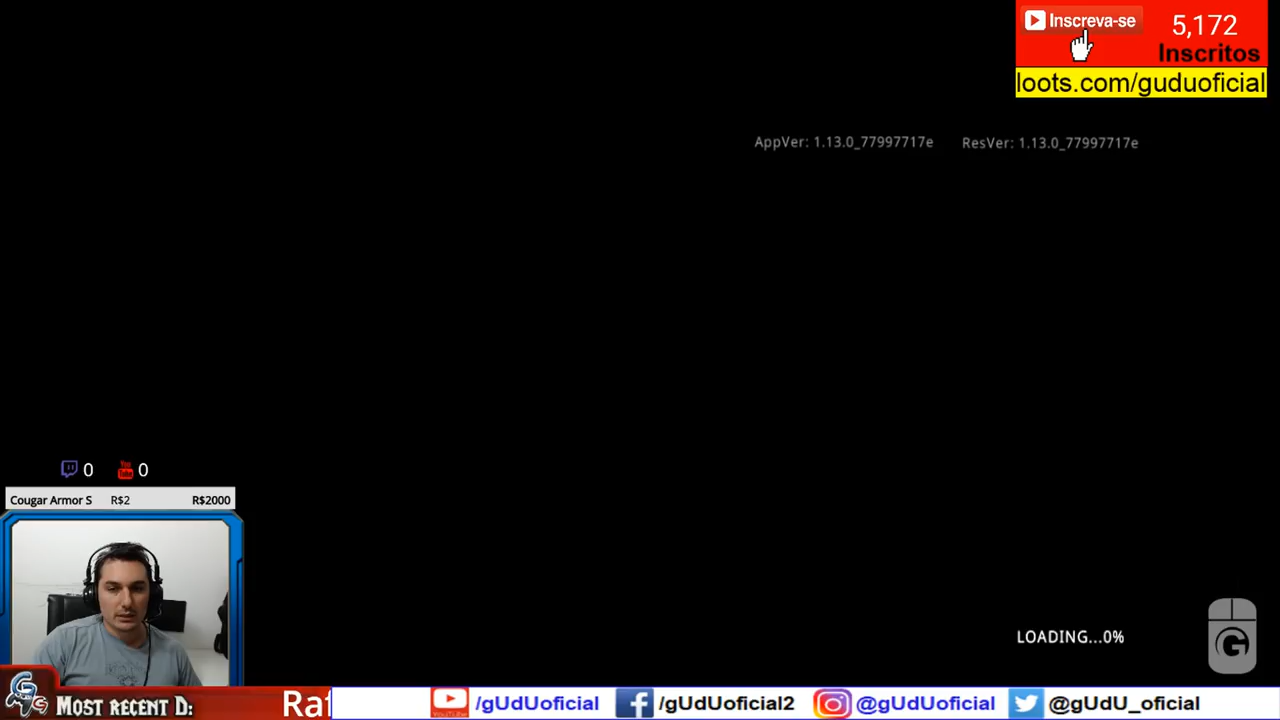 Inscreva-se
5,172
Inscritos
loots.com/guduoficial
AppVer: 1.13.0_77997717e ResVer: 1.13.0_77997717e
0 0
Cougar Armor S R$2 R$2000
LOADING...0%
MOST RECENT D:
/gUdUoficial /gUdUoficial2 @gUdUoficial @gUdU_oficial